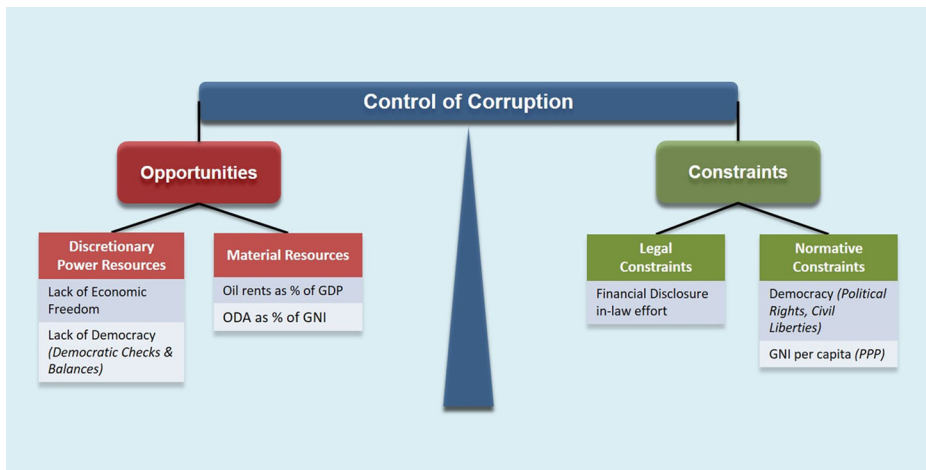 Control of Corruption
Opportunities
Constraints
Discretionary
Power Resources
Lack of Economic
Freedom
Lack of Democracy
(Democratic Checks &
Balances)
Material Resources
Oil rents as % of GDP
ODA as % of GNI
Legal
Constraints
Financial Disclosure
in-law effort
Normative
Constraints
Democracy (Political
Rights, Civil
Liberties)
GNI per capita (PPP)